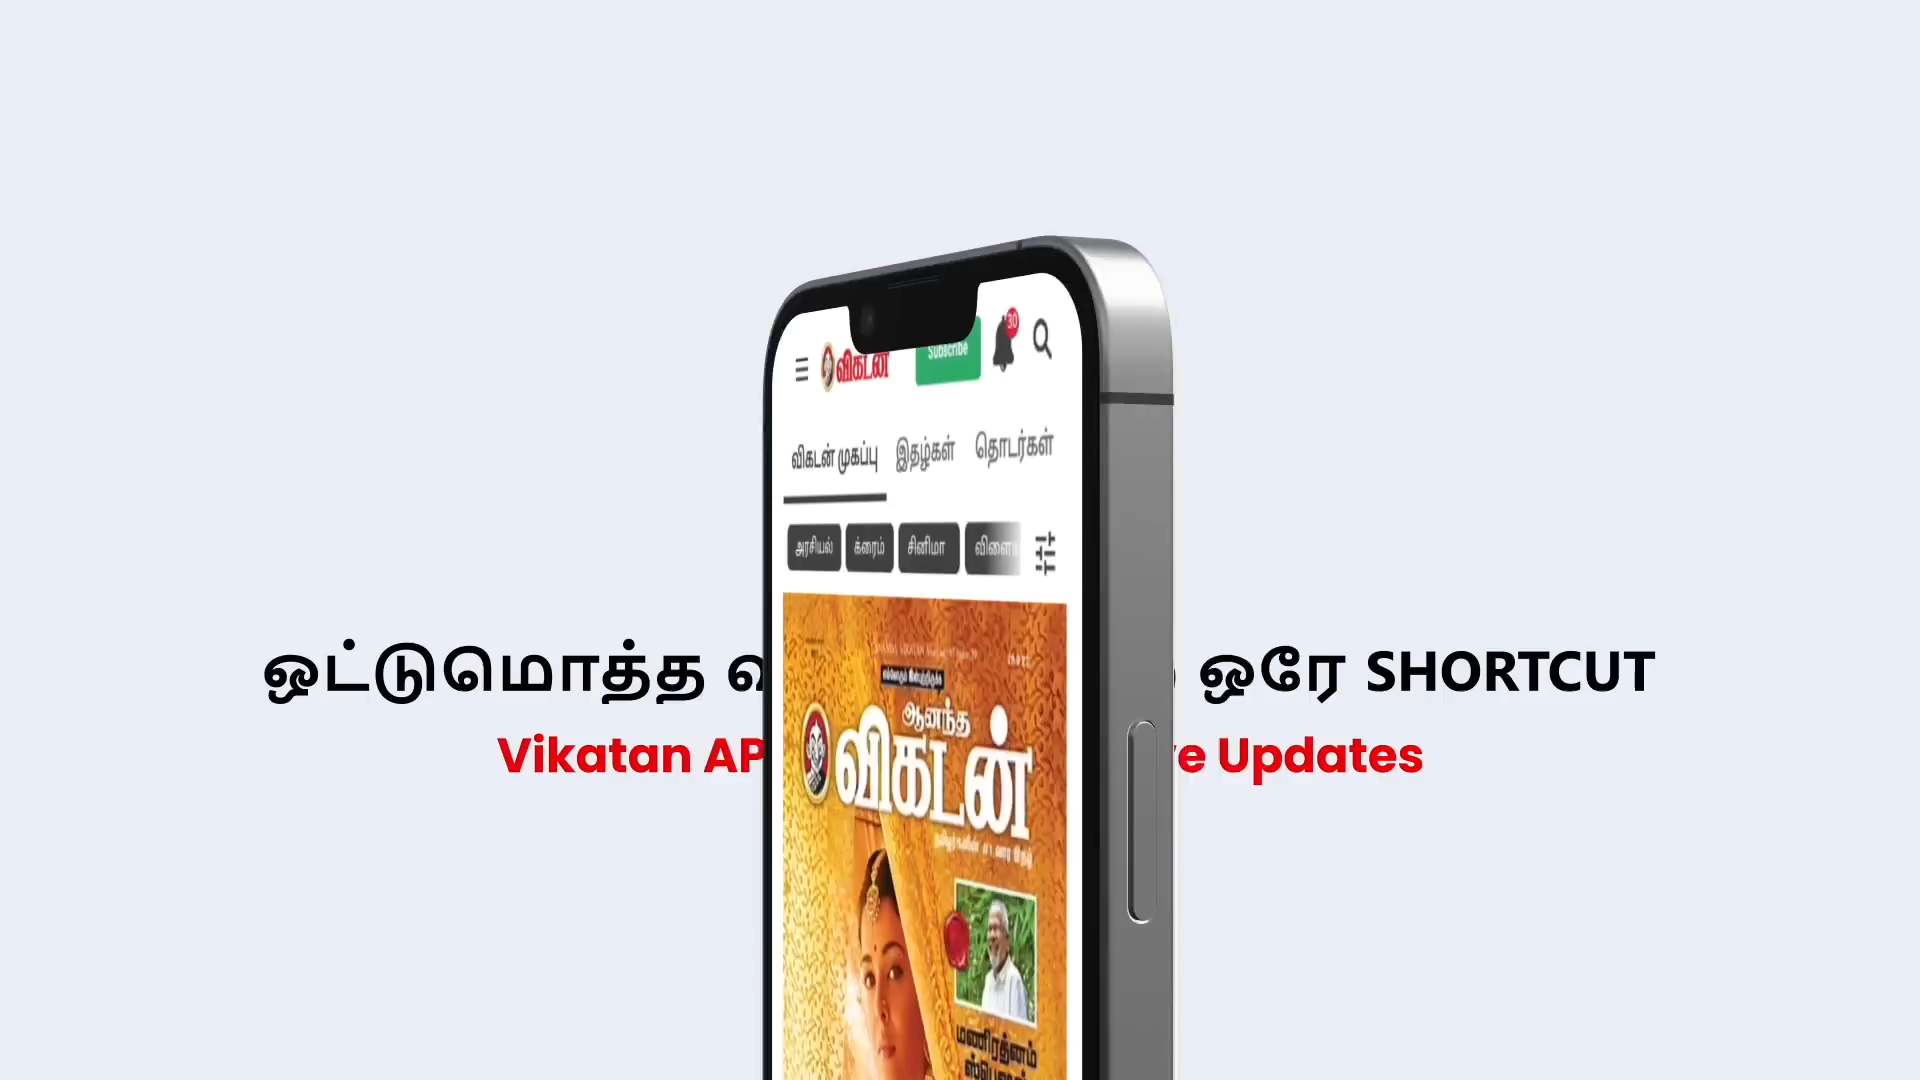 30
விகடன்
Subscribe
விகடன் முகப்பு இதழ்கள் தொடர்கள்
அரசியல் க்ரைம் சினிமா
ஒட்டுமொத்த ஒரே SHORTCUT
Vikatan Updates
ஆனந்த
விகடன்
மணிரத்னம்